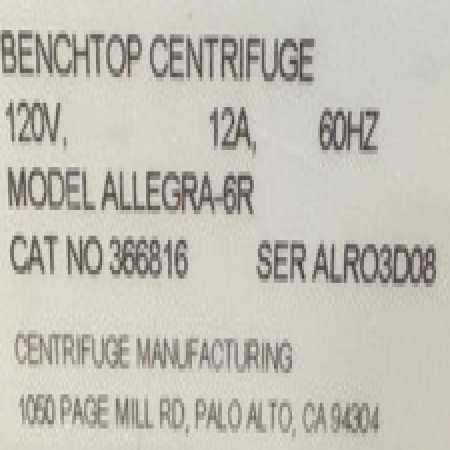 BENCHTOP CENTRIFUGE
120V, 12A, 60HZ
MODEL ALLEGRA-6R
CAT NO 366816 SER ALR03D08
CENTRIFUGE MANUFACTURING
1050 PAGE MILL RD, PALO ALTO, CA 94304